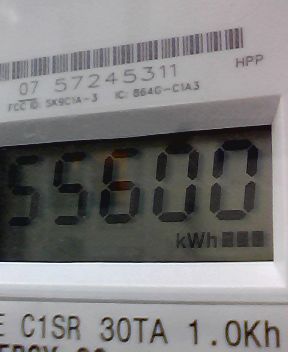 HPP
07 57245311
FCC ID: SK9C1A-3 IC: 864G-C1A3
55600
kWh
E C1SR 30TA 1.0Kh